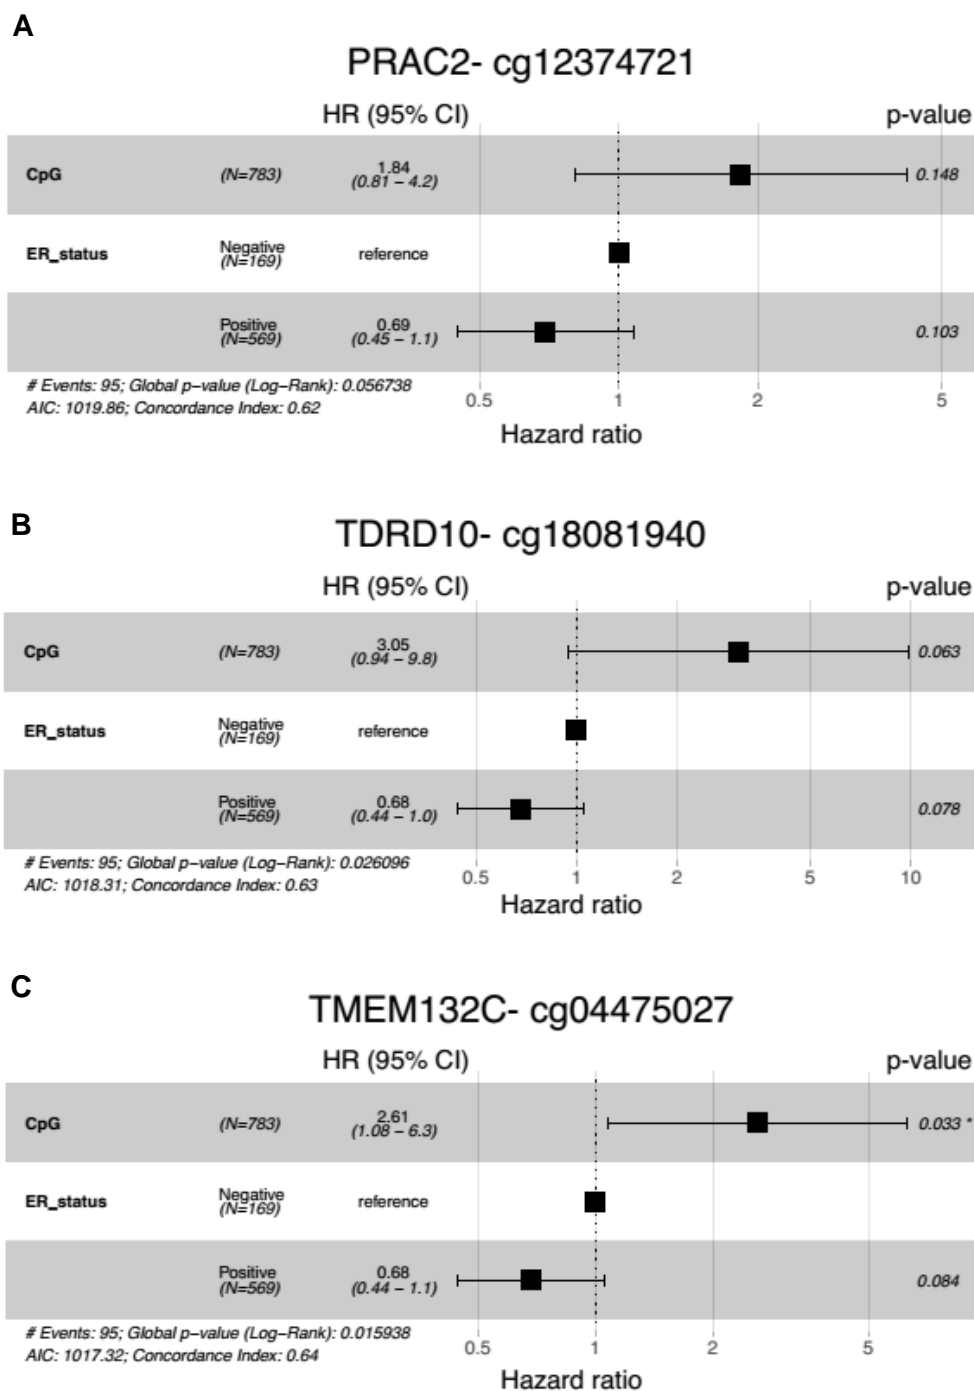 A
PRAC2- cg12374721
HR (95% CI) p-value
CpG (N=783) 1.84 (0.81 – 4.2) 0.148
ER_status Negative (N=169) reference
Positive (N=569) 0.69 (0.45 – 1.1) 0.103
# Events: 95; Global p−value (Log−Rank): 0.056738
AIC: 1019.86; Concordance Index: 0.62
0.5 1 2 5
Hazard ratio
B
TDRD10- cg18081940
HR (95% CI) p-value
CpG (N=783) 3.05 (0.94 – 9.8) 0.063
ER_status Negative (N=169) reference
Positive (N=569) 0.68 (0.44 – 1.0) 0.078
# Events: 95; Global p−value (Log−Rank): 0.026096
AIC: 1018.31; Concordance Index: 0.63
0.5 1 2 5 10
Hazard ratio
C
TMEM132C- cg04475027
HR (95% CI) p-value
CpG (N=783) 2.61 (1.08 – 6.3) 0.033 *
ER_status Negative (N=169) reference
Positive (N=569) 0.68 (0.44 – 1.1) 0.084
# Events: 95; Global p−value (Log−Rank): 0.015938
AIC: 1017.32; Concordance Index: 0.64
0.5 1 2 5
Hazard ratio